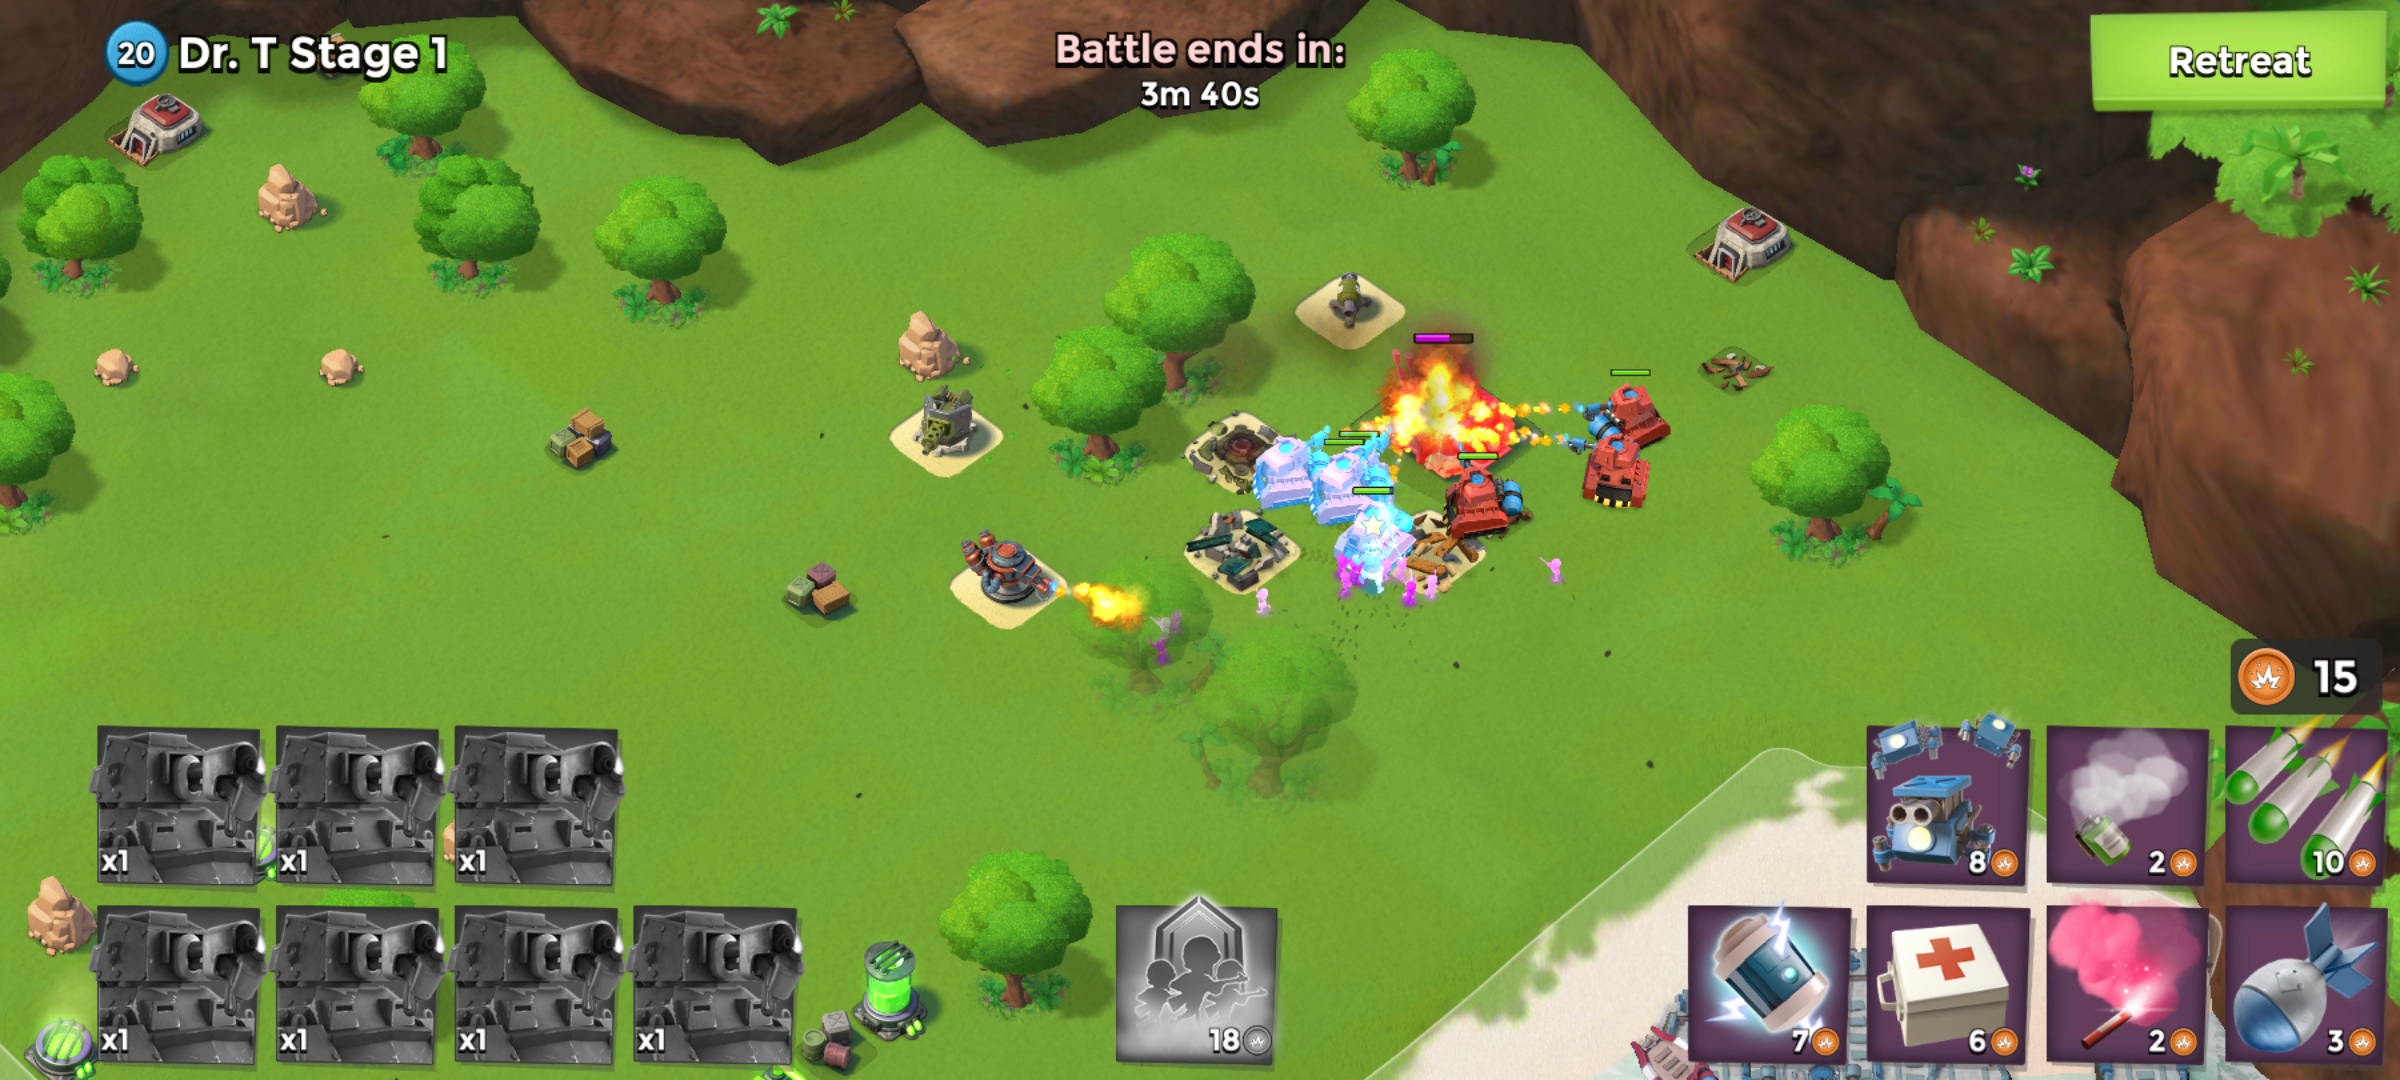 20 Dr. T Stage 1
Battle ends in:
3m 40s
Retreat
15
x1
x1
x1
8
2
10
x1
x1
x1
x1
18
7
6
2
3